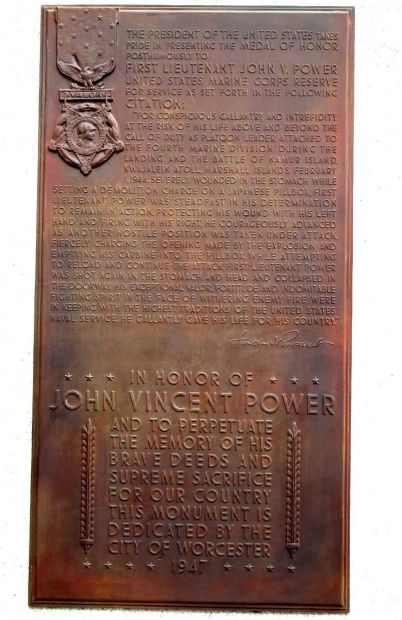 THE PRESIDENT OF THE UNITED STATES TAKES
PRIDE IN PRESENTING THE MEDAL OF HONOR
POSTHUMOUSLY TO
FIRST LIEUTENANT JOHN V. POWER
UNITED STATES MARINE CORPS RESERVE
FOR SERVICE AS SET FORTH IN THE FOLLOWING
CITATION:
"FOR CONSPICUOUS GALLANTRY AND INTREPIDITY
AT THE RISK OF HIS LIFE ABOVE AND BEYOND THE
CALL OF DUTY AS PLATOON LEADER, ATTACHED TO
THE FOURTH MARINE DIVISION, DURING THE
LANDING AND THE BATTLE OF NAMUR ISLAND,
KWAJALEIN ATOLL, MARSHALL ISLANDS, FEBRUARY
1, 1944. SEVERELY WOUNDED IN THE STOMACH WHILE
SETTING A DEMOLITION CHARGE ON A JAPANESE PILLBOX, FIRST
LIEUTENANT POWER WAS STEADFAST IN HIS DETERMINATION
TO REMAIN IN ACTION. PROTECTING HIS WOUND WITH HIS LEFT
HAND AND FIRING WITH HIS RIGHT, HE COURAGEOUSLY ADVANCED
AS ANOTHER HOSTILE POSITION WAS TAKEN UNDER ATTACK,
FIERCELY CHARGING THE OPENING MADE BY THE EXPLOSION AND
EMPTYING HIS CARBINE INTO THE PILLBOX. WHILE ATTEMPTING
TO RELOAD AND CONTINUE THE ATTACK, FIRST LIEUTENANT POWER
WAS SHOT AGAIN IN THE STOMACH AND HEAD AND COLLAPSED IN
THE DOORWAY. HIS EXCEPTIONAL VALOR, FORTITUDE AND INDOMITABLE
FIGHTING SPIRIT IN THE FACE OF WITHERING ENEMY FIRE WERE
IN KEEPING WITH THE HIGHEST TRADITIONS OF THE UNITED STATES
NAVAL SERVICE. HE GALLANTLY GAVE HIS LIFE FOR HIS COUNTRY."
IN HONOR OF
JOHN VINCENT POWER
AND TO PERPETUATE
THE MEMORY OF HIS
BRAVE DEEDS AND
SUPREME SACRIFICE
FOR OUR COUNTRY
THIS MONUMENT IS
DEDICATED BY THE
CITY OF WORCESTER
1947